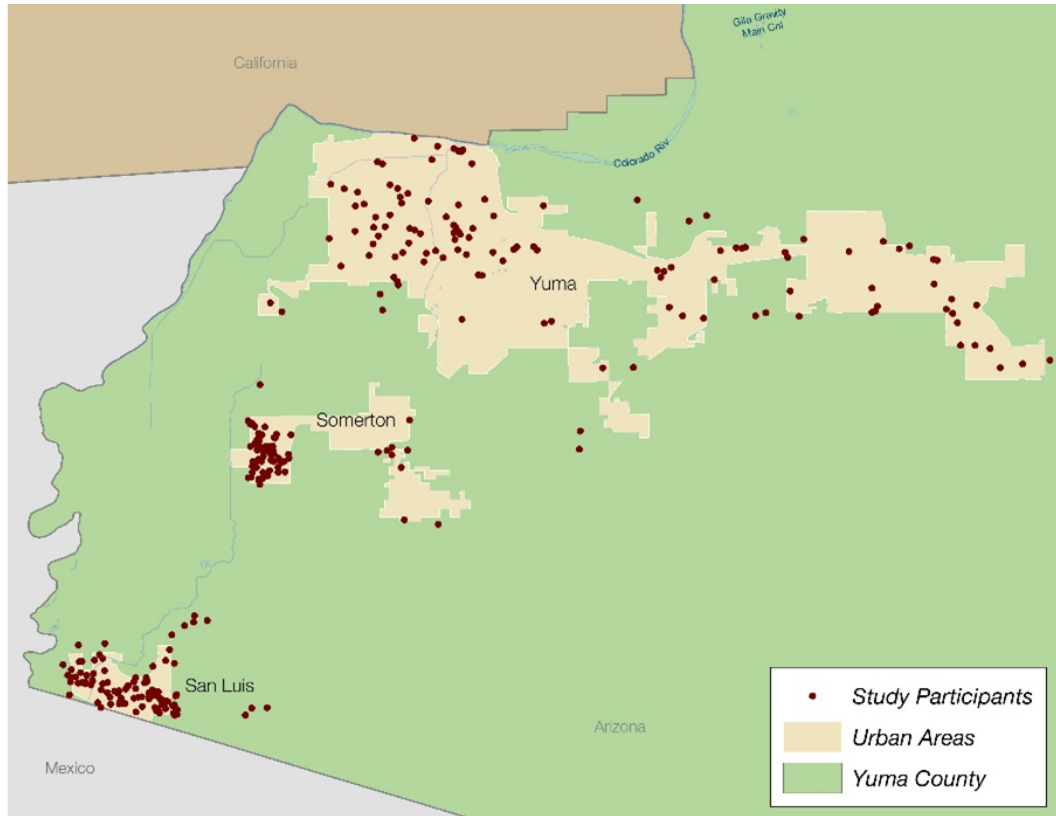 Gila Gravity
Main Cnl
California
Colorado Riv
Yuma
Somerton
San Luis
Arizona
Mexico
Study Participants
Urban Areas
Yuma County